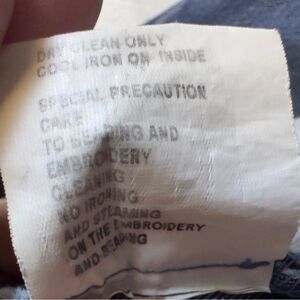 DRY CLEAN ONLY
COOL IRON ON INSIDE
SPECIAL PRECAUTION
CARE
TO BEADING AND
EMBROIDERY
CLEANING
NO IRONING
AND STEAMING
ON THE EMBROIDERY
AND BEADING